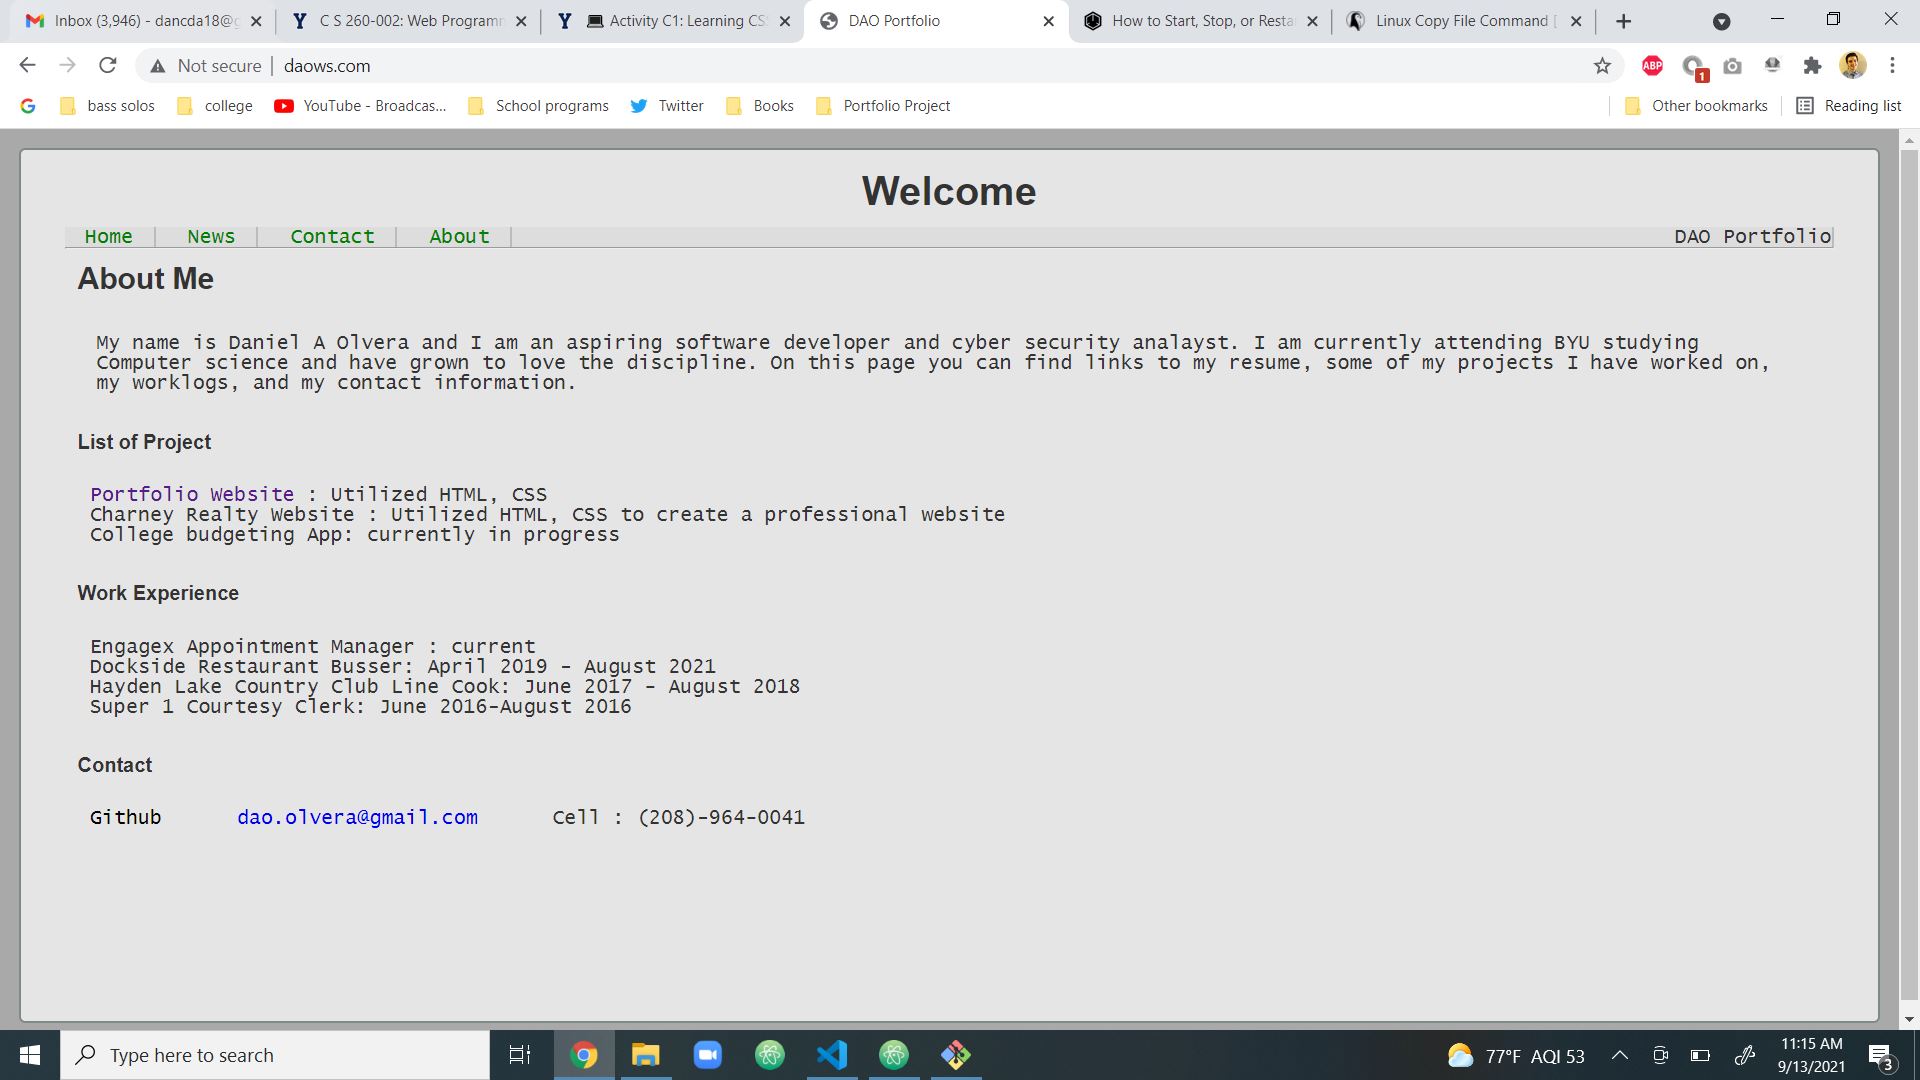 Inbox (3,946) - dancda18@g
C S 260-002: Web Programm
Activity C1: Learning CS
DAO Portfolio
How to Start, Stop, or Resta
Linux Copy File Command [
Not secure
daows.com
ABP
1
bass solos
college
YouTube - Broadcas...
School programs
Twitter
Books
Portfolio Project
Other bookmarks
Reading list
Welcome
Home News Contact About DAO Portfolio
About Me
My name is Daniel A Olvera and I am an aspiring software developer and cyber security analayst. I am currently attending BYU studying
Computer science and have grown to love the discipline. On this page you can find links to my resume, some of my projects I have worked on,
my worklogs, and my contact information.
List of Project
Portfolio Website : Utilized HTML, CSS
Charney Realty Website : Utilized HTML, CSS to create a professional website
College budgeting App: currently in progress
Work Experience
Engagex Appointment Manager : current
Dockside Restaurant Busser: April 2019 - August 2021
Hayden Lake Country Club Line Cook: June 2017 - August 2018
Super 1 Courtesy Clerk: June 2016-August 2016
Contact
Github dao.olvera@gmail.com Cell : (208)-964-0041
Type here to search
77°F AQI 53
11:15 AM
9/13/2021
3